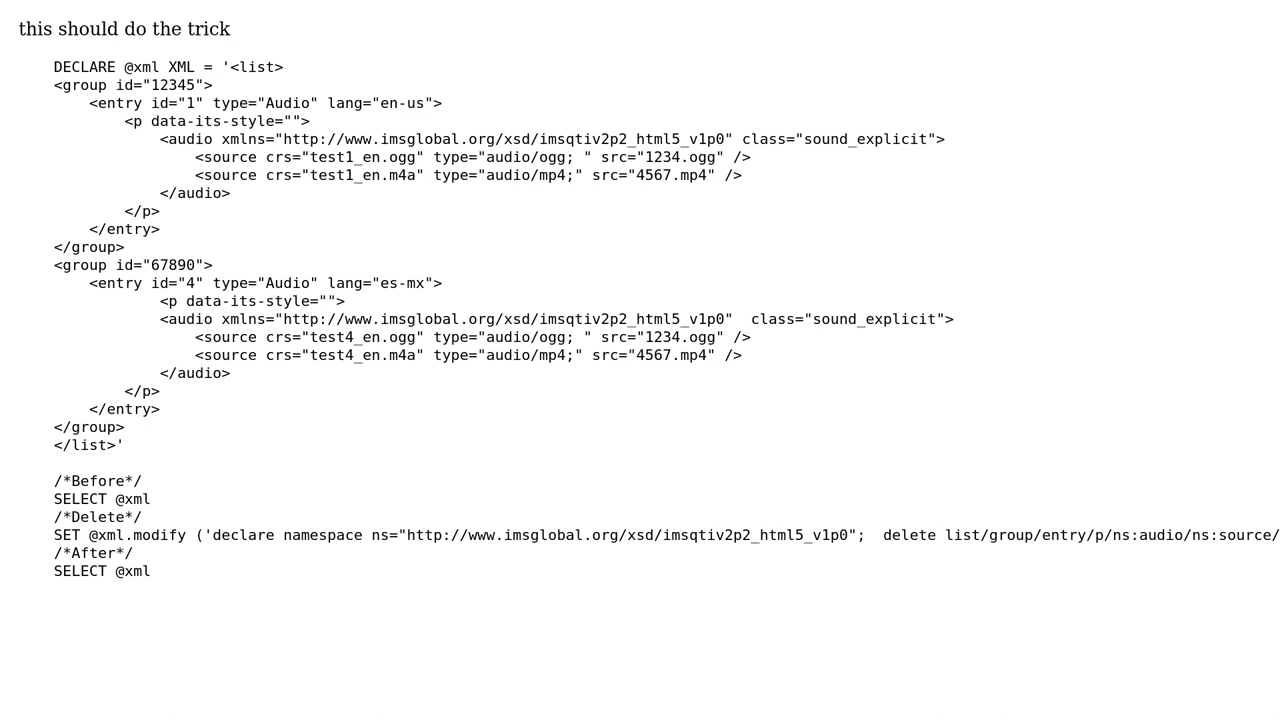 this should do the trick
DECLARE @xml XML = '<list>
<group id="12345">
<entry id="1" type="Audio" lang="en-us">
<p data-its-style="">
<audio xmlns="http://www.imsglobal.org/xsd/imsqtiv2p2_html5_v1p0" class="sound_explicit">
<source crs="test1_en.ogg" type="audio/ogg; " src="1234.ogg" />
<source crs="test1_en.m4a" type="audio/mp4;" src="4567.mp4" />
</audio>
</p>
</entry>
</group>
<group id="67890">
<entry id="4" type="Audio" lang="es-mx">
<p data-its-style="">
<audio xmlns="http://www.imsglobal.org/xsd/imsqtiv2p2_html5_v1p0"  class="sound_explicit">
<source crs="test4_en.ogg" type="audio/ogg; " src="1234.ogg" />
<source crs="test4_en.m4a" type="audio/mp4;" src="4567.mp4" />
</audio>
</p>
</entry>
</group>
</list>'
/*Before*/
SELECT @xml
/*Delete*/
SET @xml.modify ('declare namespace ns="http://www.imsglobal.org/xsd/imsqtiv2p2_html5_v1p0";  delete list/group/entry/p/ns:audio/ns:source/
/*After*/
SELECT @xml